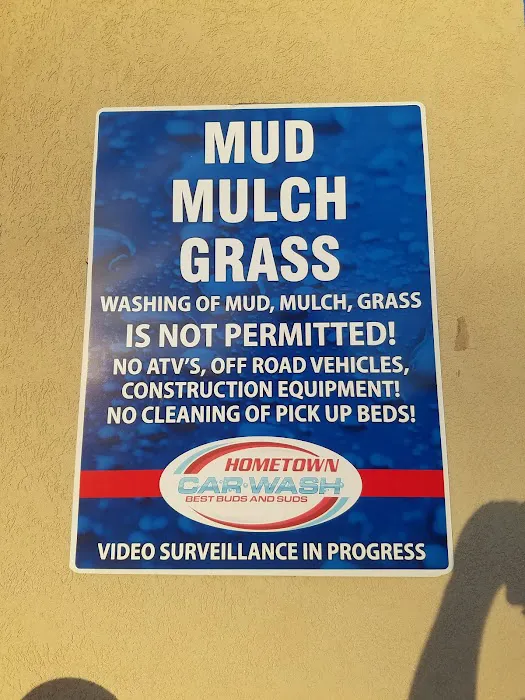 MUD
MULCH
GRASS
WASHING OF MUD, MULCH, GRASS
IS NOT PERMITTED!
NO ATV'S, OFF ROAD VEHICLES,
CONSTRUCTION EQUIPMENT!
NO CLEANING OF PICK UP BEDS!
HOMETOWN
CAR-WASH
BEST BUDS AND SUDS
VIDEO SURVEILLANCE IN PROGRESS